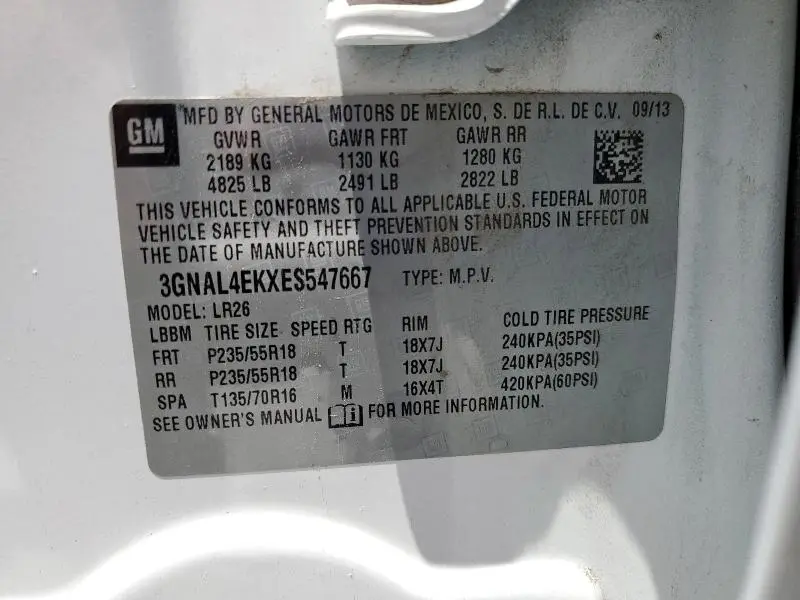 GM
MFD BY GENERAL MOTORS DE MEXICO, S. DE R.L. DE C.V. 09/13
GVWR GAWR FRT GAWR RR
2189 KG 1130 KG 1280 KG
4825 LB 2491 LB 2822 LB
THIS VEHICLE CONFORMS TO ALL APPLICABLE U.S. FEDERAL MOTOR
VEHICLE SAFETY AND THEFT PREVENTION STANDARDS IN EFFECT ON
THE DATE OF MANUFACTURE SHOWN ABOVE.
3GNAL4EKXES547667 TYPE: M.P.V.
MODEL: LR26
LBBM TIRE SIZE SPEED RTG RIM COLD TIRE PRESSURE
FRT P235/55R18 T 18X7J 240KPA(35PSI)
RR P235/55R18 T 18X7J 240KPA(35PSI)
SPA T135/70R16 M 16X4T 420KPA(60PSI)
SEE OWNER'S MANUAL FOR MORE INFORMATION.